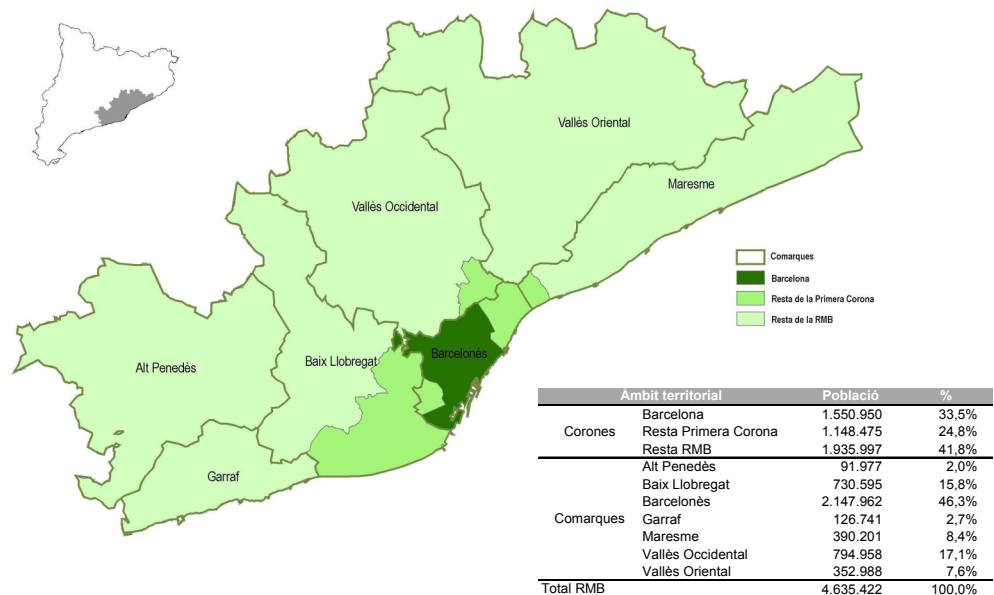 Vallès Oriental
Maresme
Vallès Occidental
Comarques
Barcelona
Resta de la Primera Corona
Resta de la RMB
Barcelonés
Baix Llobregat
Alt Penedès
Garraf
Àmbit territorial Població %
Barcelona 1.550.950 33,5%
Corones Resta Primera Corona 1.148.475 24,8%
Resta RMB 1.935.997 41,8%
Alt Penedès 91.977 2,0%
Baix Llobregat 730.595 15,8%
Barcelonès 2.147.962 46,3%
Comarques Garraf 126.741 2,7%
Maresme 390.201 8,4%
Vallès Occidental 794.958 17,1%
Vallès Oriental 352.988 7,6%
Total RMB 4.635.422 100,0%